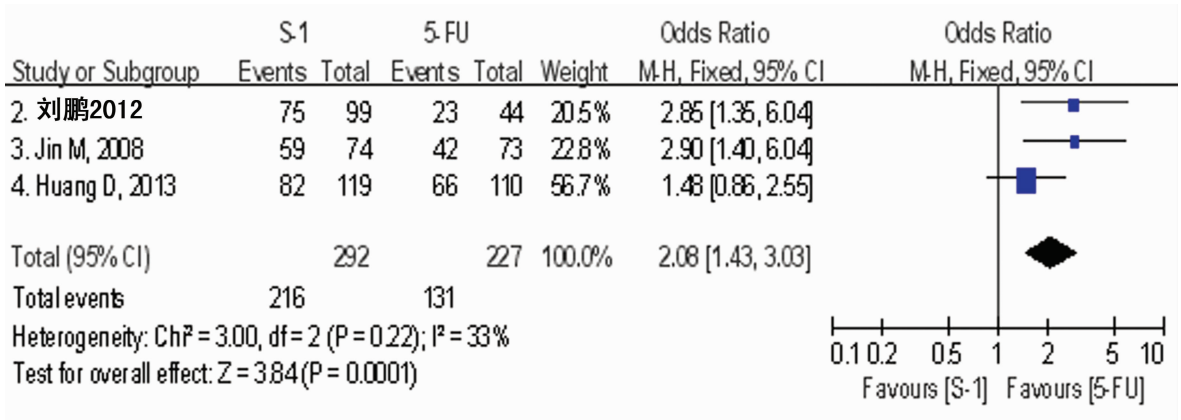 S-1 5-FU Odds Ratio Odds Ratio
Study or Subgroup Events Total Events Total Weight M-H, Fixed, 95% CI M-H, Fixed, 95% CI
2. 刘鹏2012 75 99 23 44 20.5% 2.85 [1.35, 6.04]
3. Jin M, 2008 59 74 42 73 22.8% 2.90 [1.40, 6.04]
4. Huang D, 2013 82 119 66 110 56.7% 1.48 [0.86, 2.55]
Total (95% CI) 292 227 100.0% 2.08 [1.43, 3.03]
Total events 216 131
Heterogeneity: Chi² = 3.00, df = 2 (P = 0.22); I² = 33%
Test for overall effect: Z = 3.84 (P = 0.0001)
0.1 0.2 0.5 1 2 5 10
Favours [S-1] Favours [5-FU]